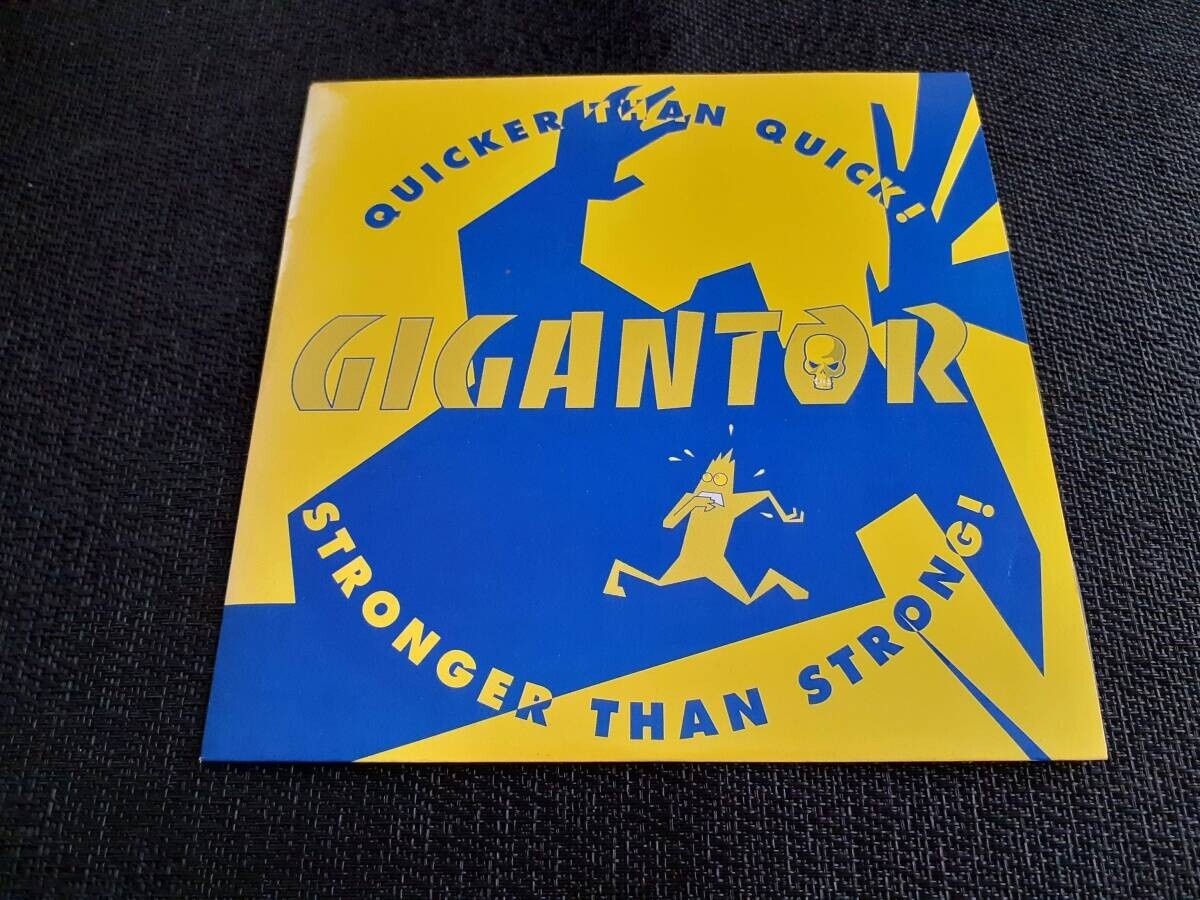 QUICKER THAN QUICK!
GIGANTOR
STRONGER THAN STRONG!